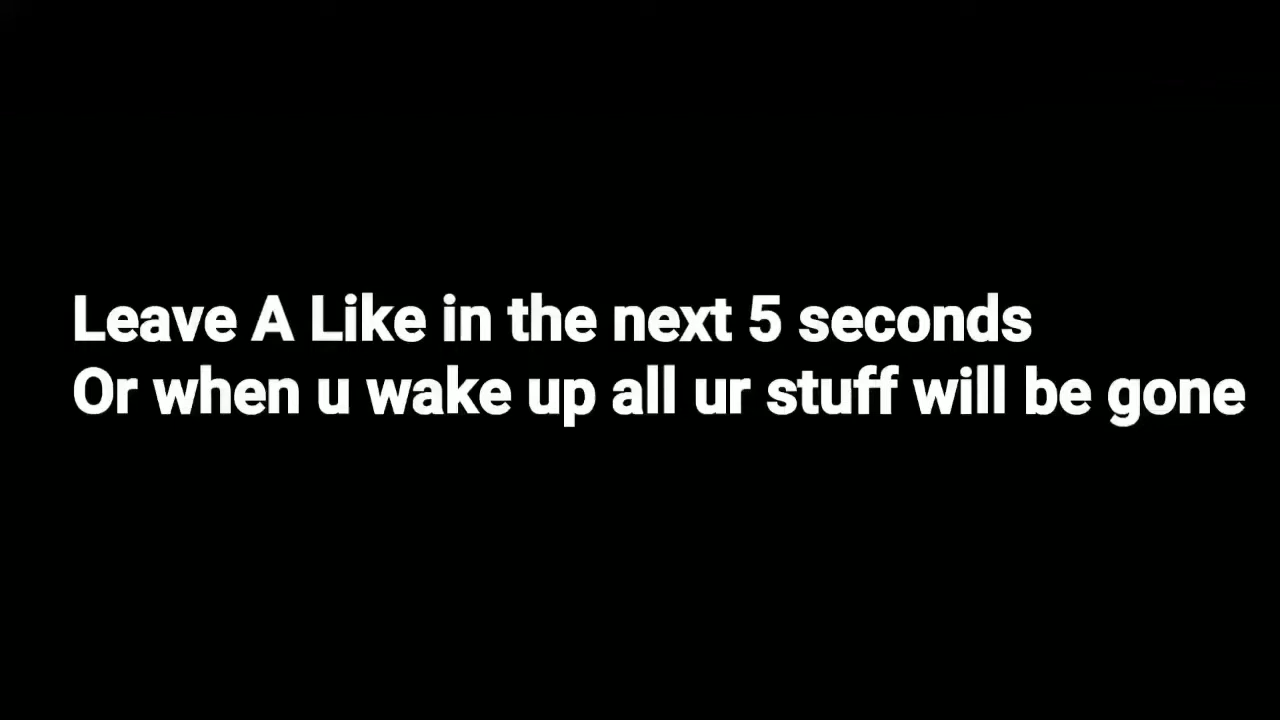 Leave A Like in the next 5 seconds
Or when u wake up all ur stuff will be gone